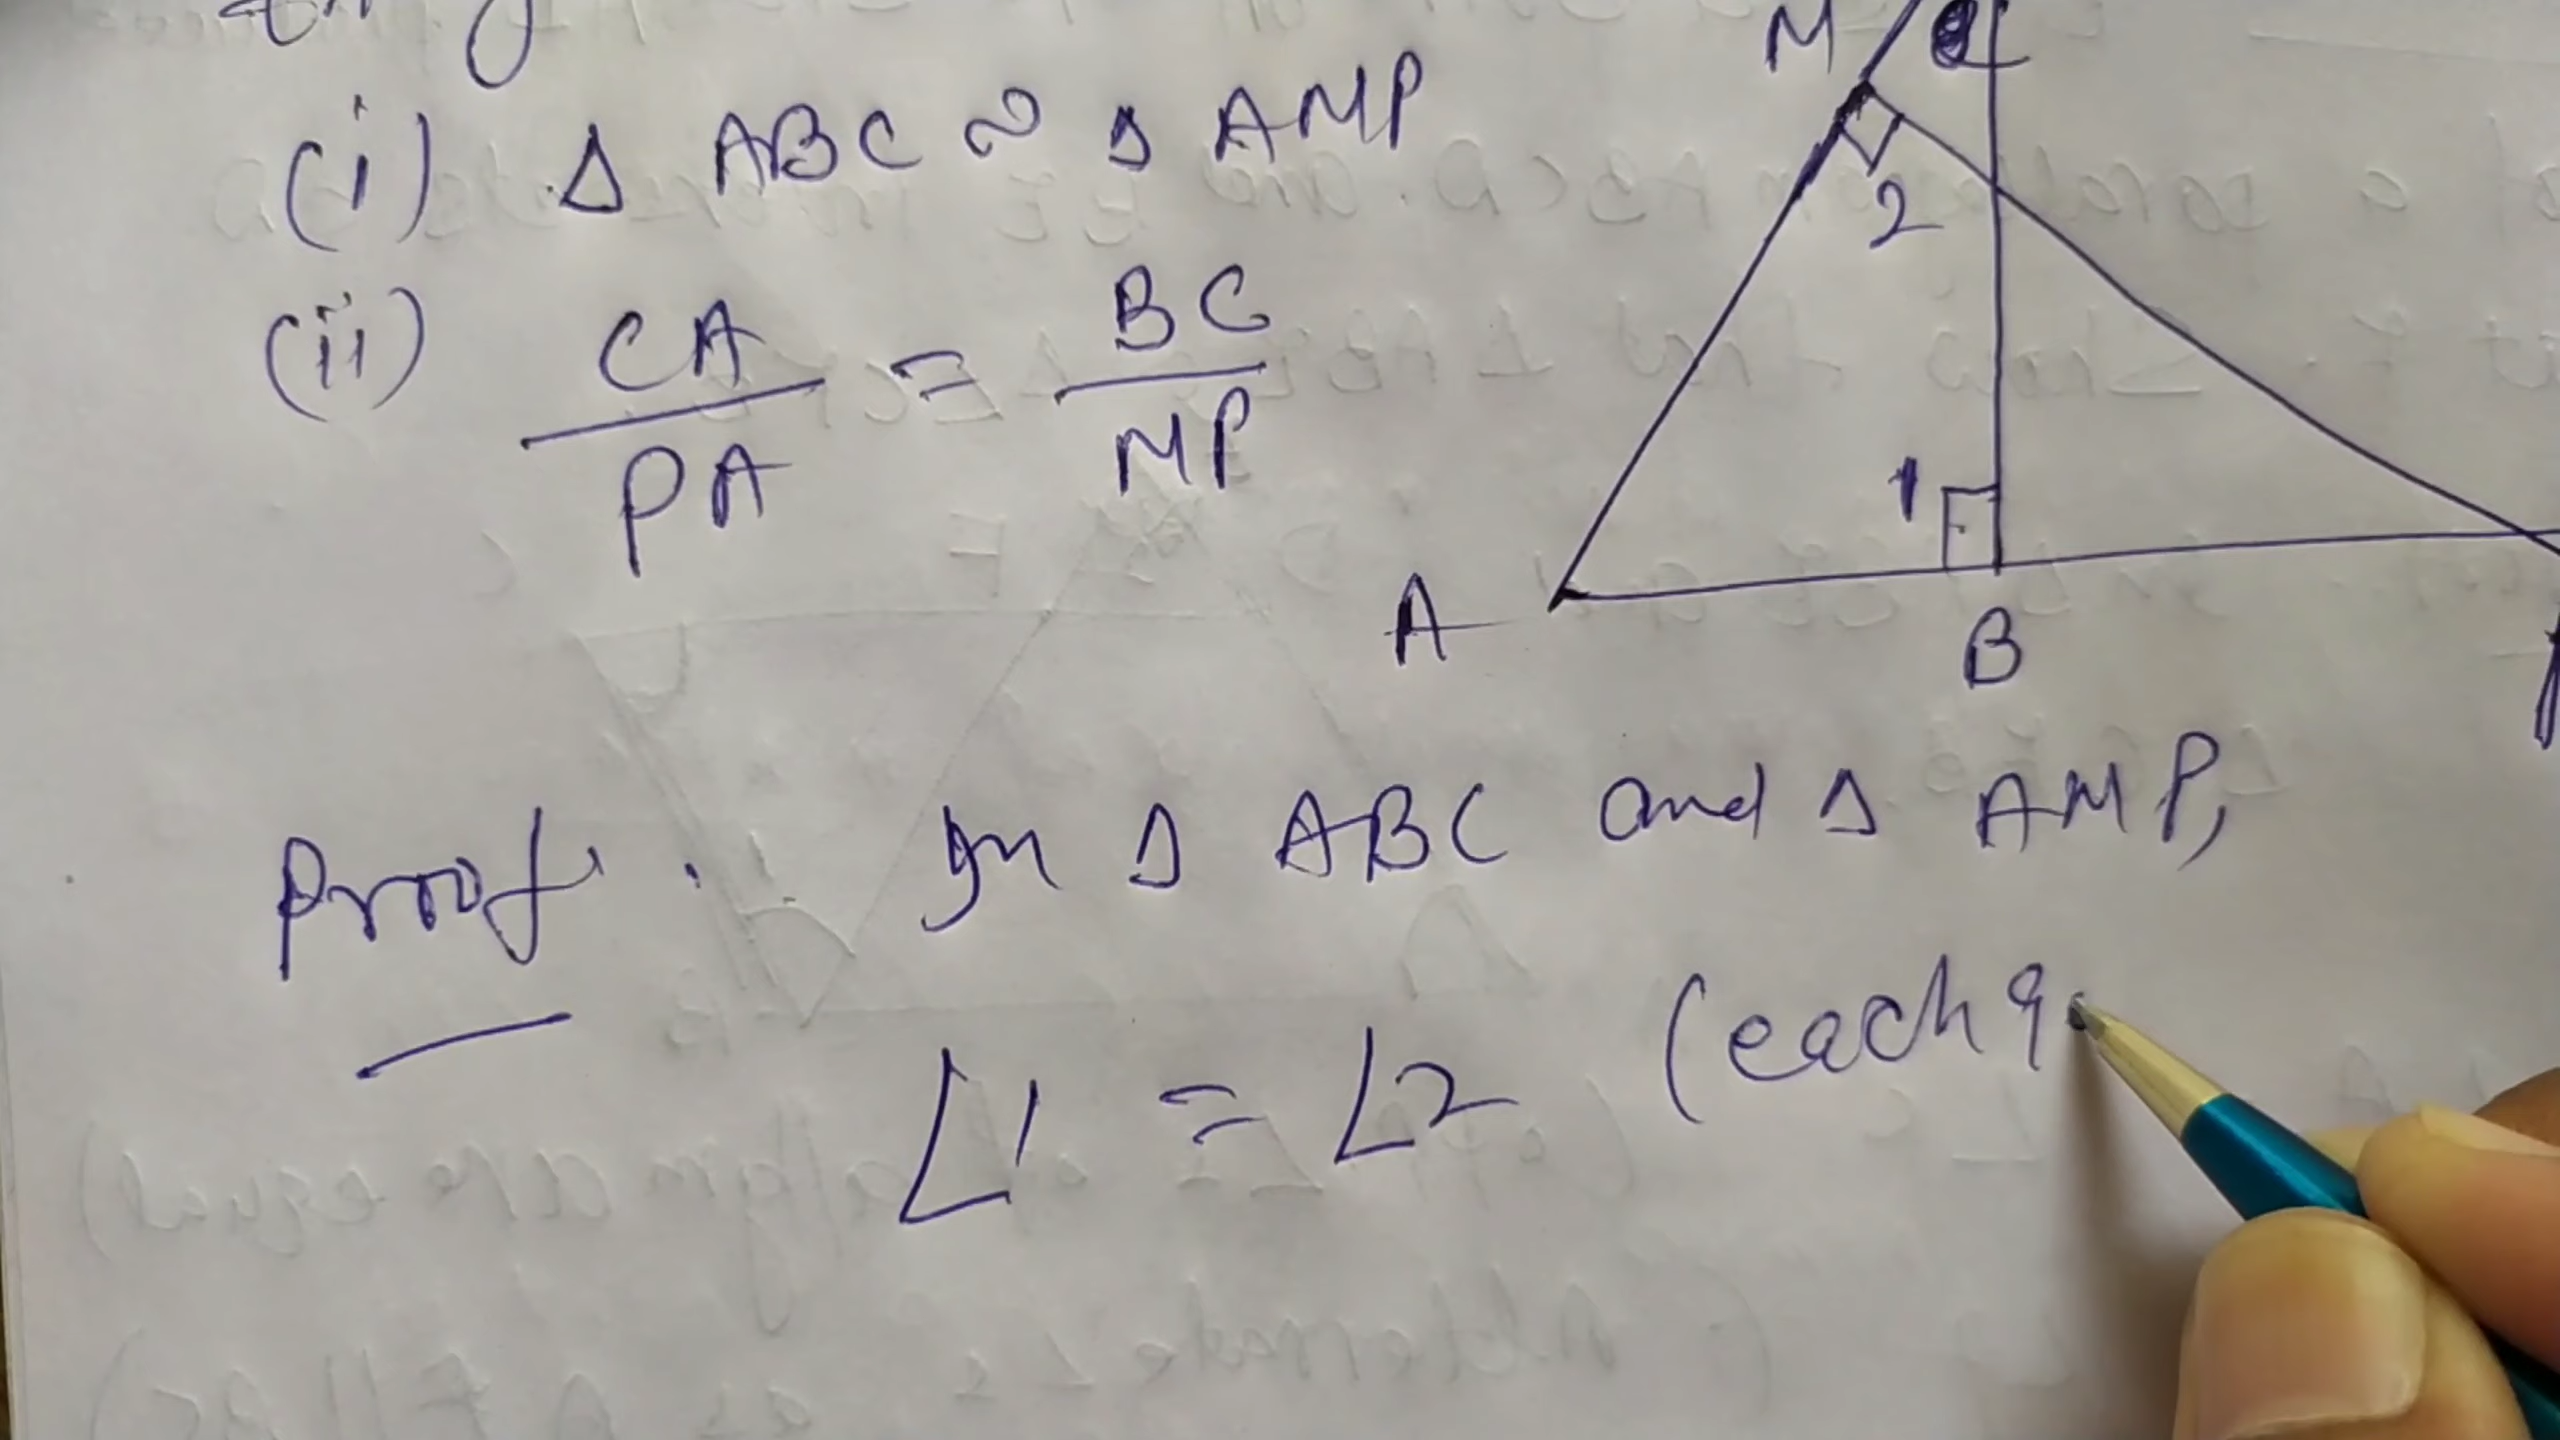 (i) Δ ABC ~ Δ AMP
(ii) CA/PA = BC/MP
M
2
1
A
B
Proof. In Δ ABC and Δ AMP,
∠1 = ∠2 (each 9